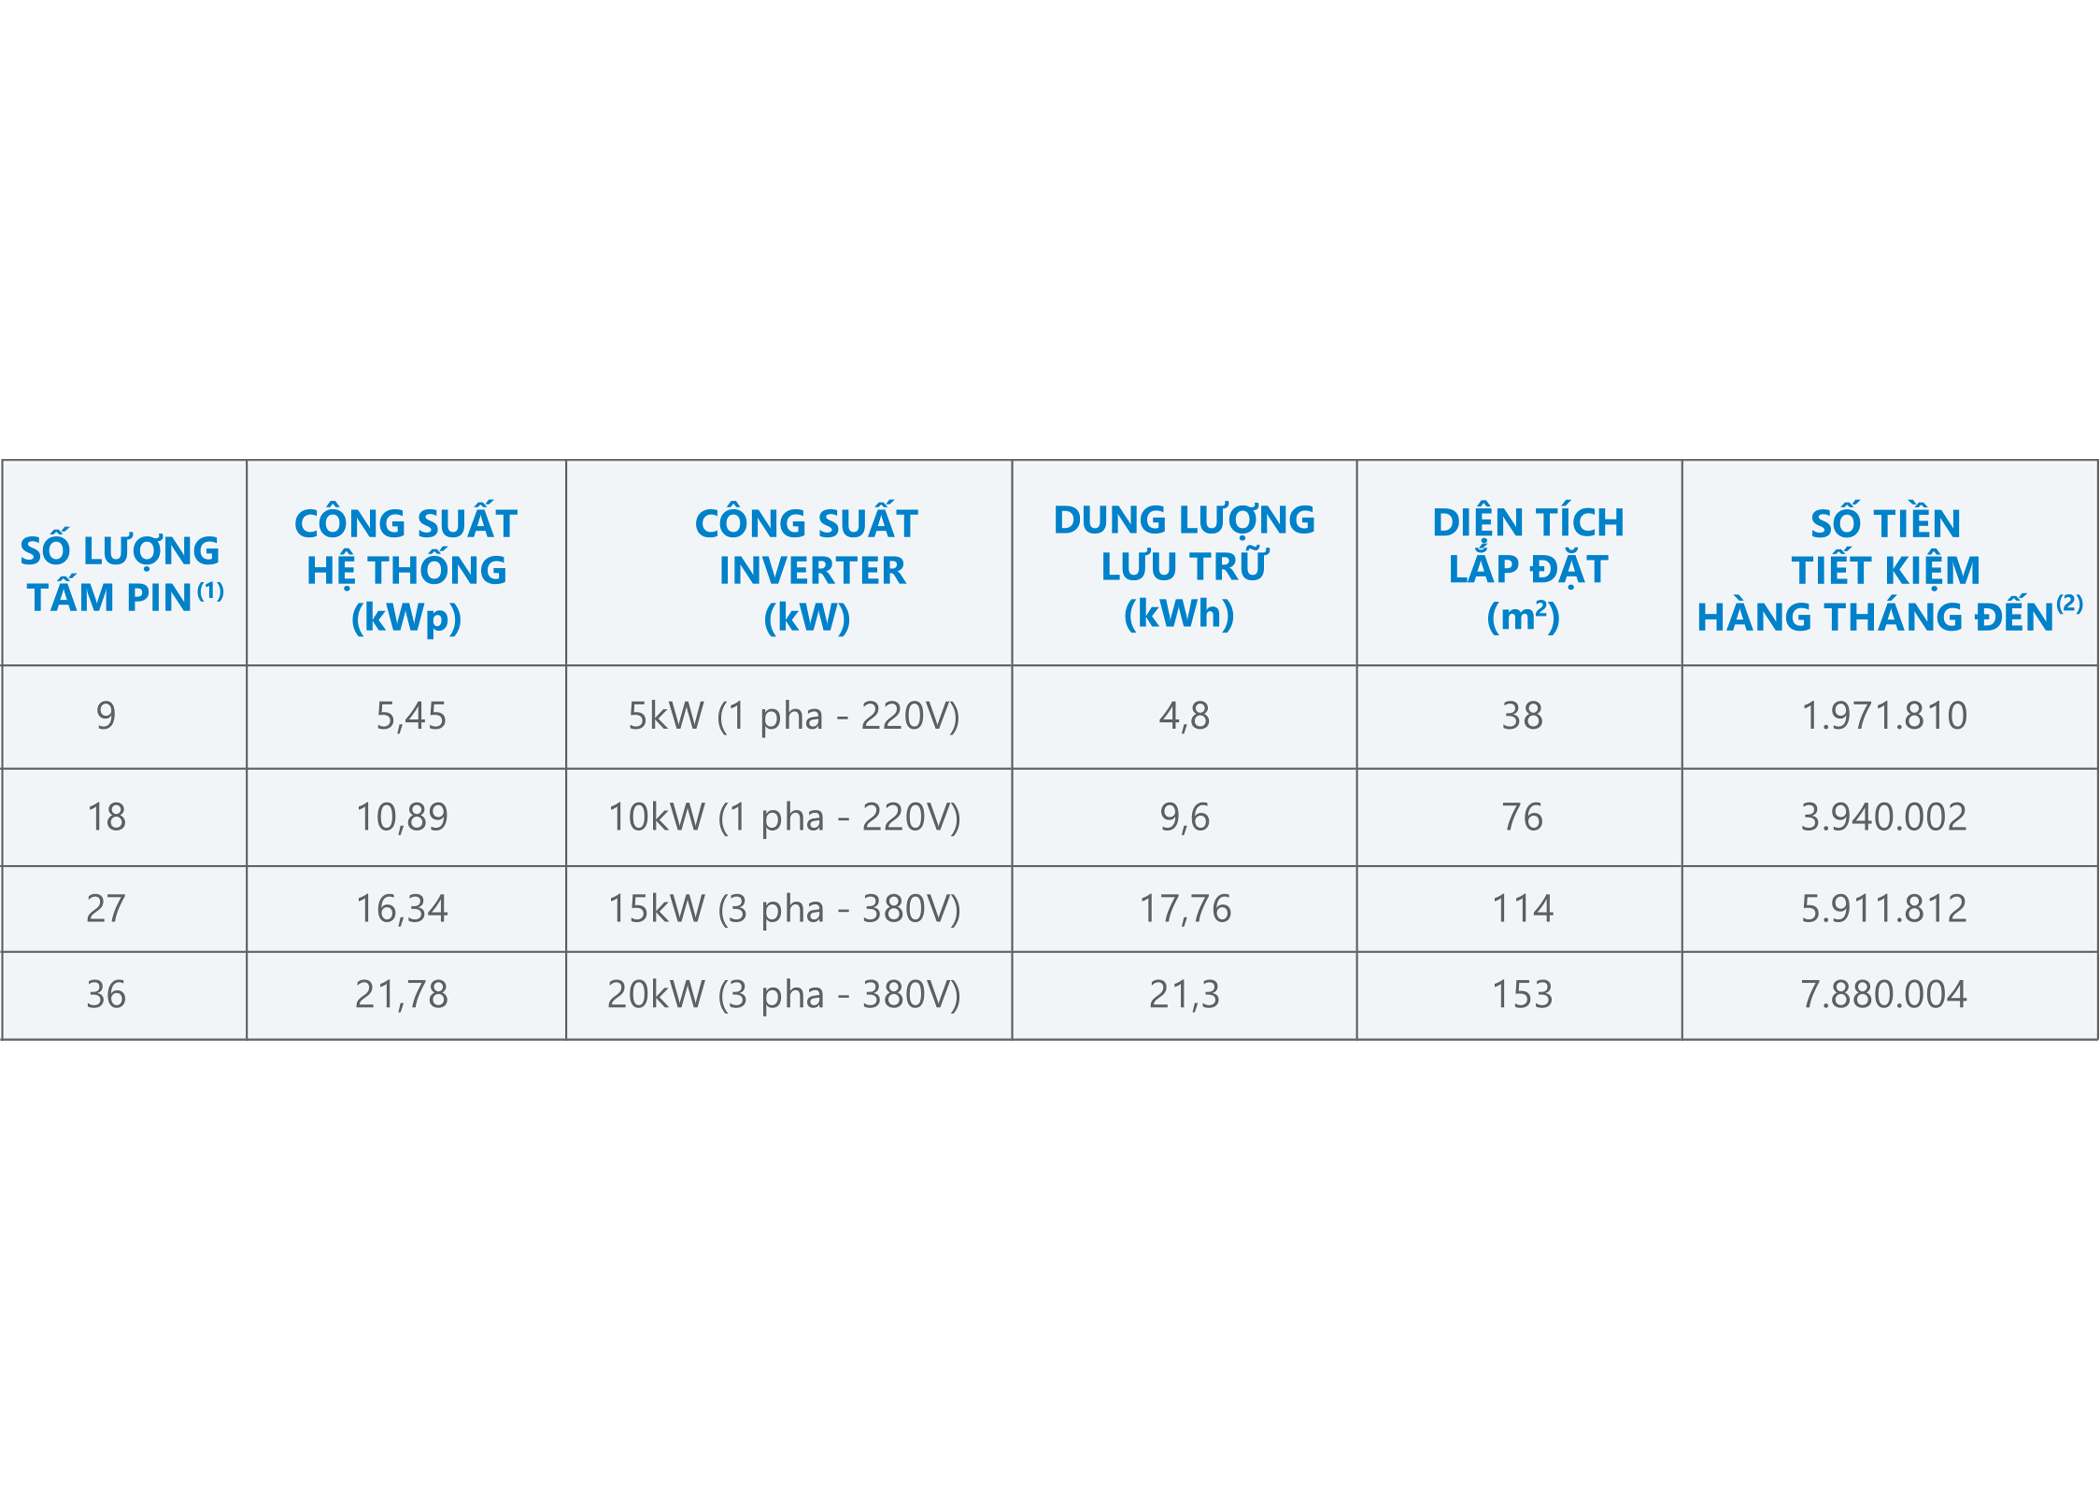 SỐ LƯỢNG
TẤM PIN (1)
CÔNG SUẤT
HỆ THỐNG
(kWp)
CÔNG SUẤT
INVERTER
(kW)
DUNG LƯỢNG
LƯU TRỮ
(kWh)
DIỆN TÍCH
LẮP ĐẶT
(m²)
SỐ TIỀN
TIẾT KIỆM
HÀNG THÁNG ĐẾN(2)
9 5,45 5kW (1 pha - 220V) 4,8 38 1.971.810
18 10,89 10kW (1 pha - 220V) 9,6 76 3.940.002
27 16,34 15kW (3 pha - 380V) 17,76 114 5.911.812
36 21,78 20kW (3 pha - 380V) 21,3 153 7.880.004